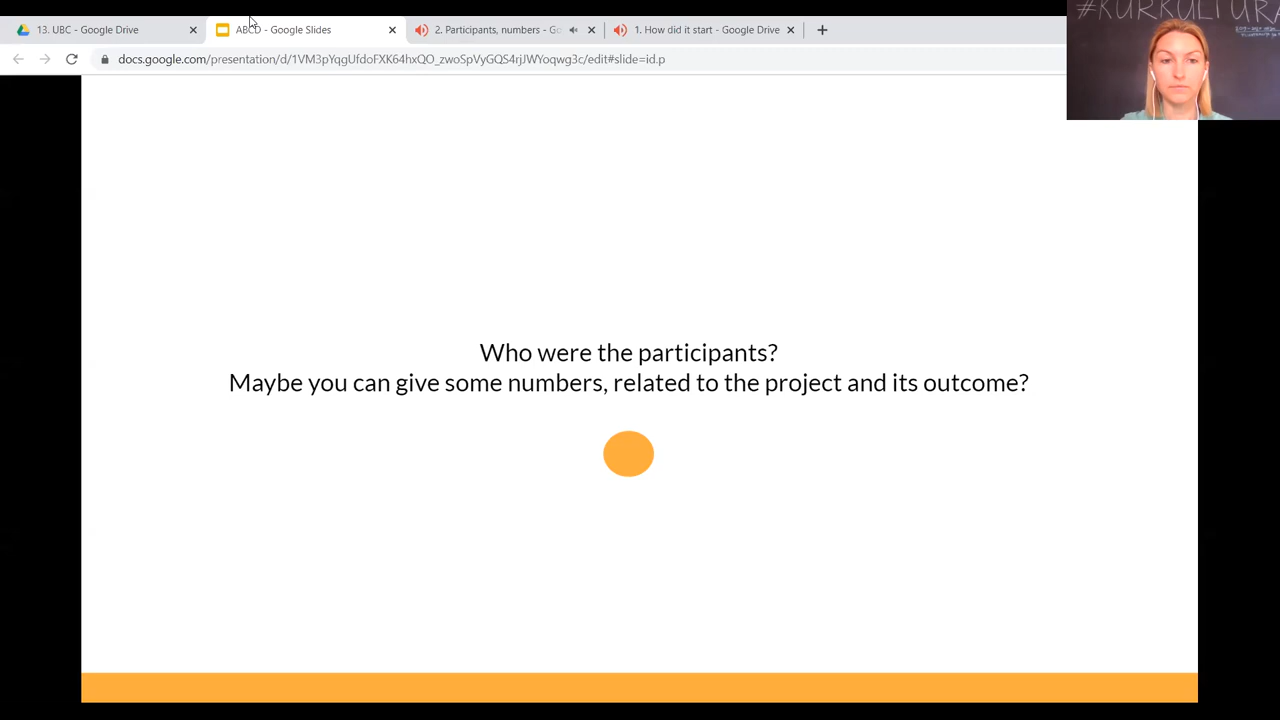 13. UBC - Google Drive
ABCD - Google Slides
2. Participants, numbers - Go
1. How did it start - Google Drive
docs.google.com/presentation/d/1VM3pYqgUfdoFXK64hxQO_zwoSpVyGQS4rjJWYoqwg3c/edit#slide=id.p
#KURKULTURA
Who were the participants?
Maybe you can give some numbers, related to the project and its outcome?